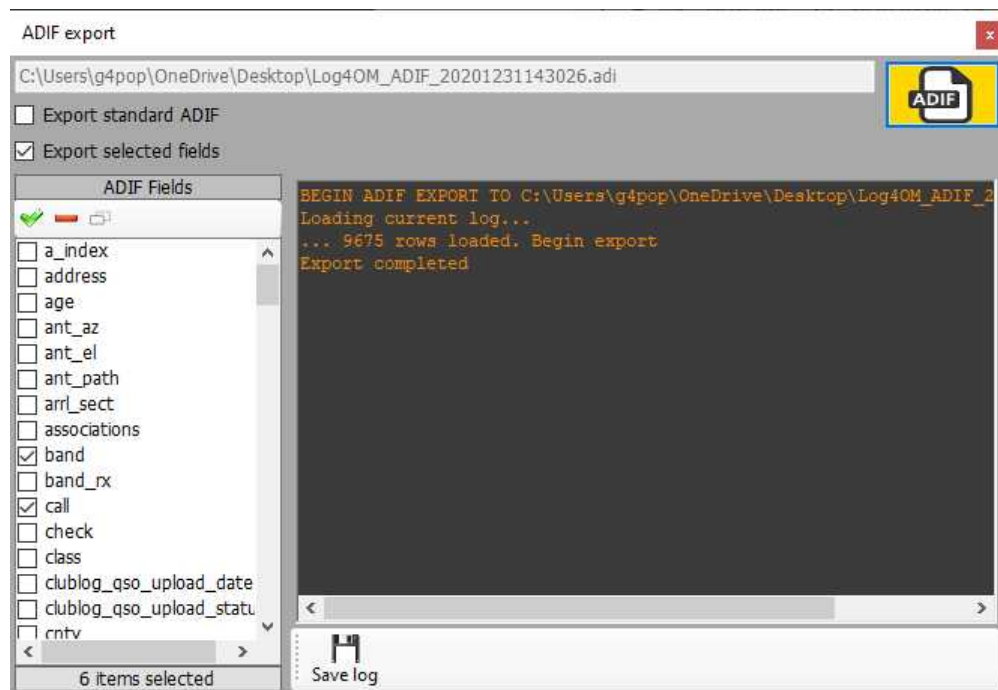 ADIF export
x
C:\Users\g4pop\OneDrive\Desktop\Log4OM_ADIF_20201231143026.adi
ADIF
Export standard ADIF
Export selected fields
ADIF Fields
a_index
address
age
ant_az
ant_el
ant_path
arrl_sect
associations
band
band_rx
call
check
class
clublog_qso_upload_date
clublog_qso_upload_statu
cnty
6 items selected
BEGIN ADIF EXPORT TO C:\Users\g4pop\OneDrive\Desktop\Log4OM_ADIF_2
Loading current log...
... 9675 rows loaded. Begin export
Export completed
Save log